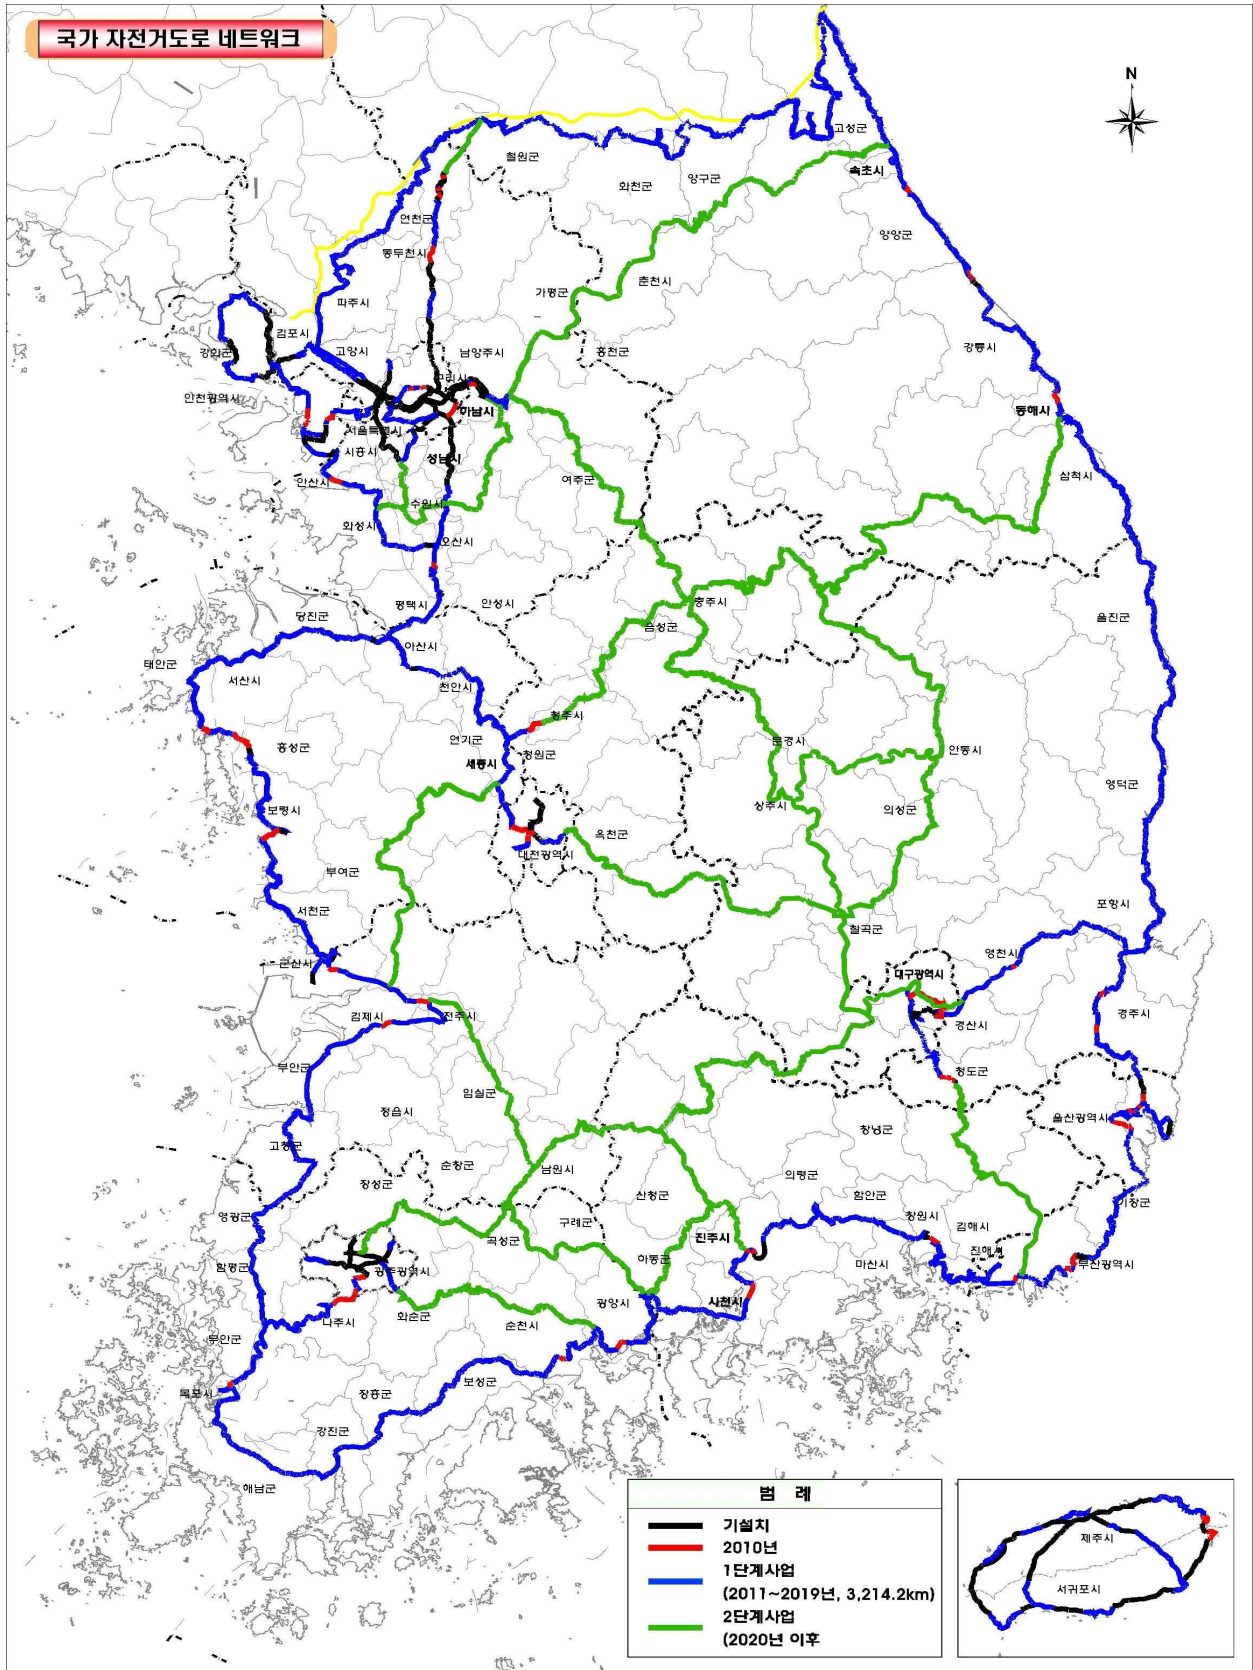 국가 자전거도로 네트워크
N
고성군
철원군
속초시
양구군
화천군
연천군
양양군
동두천시
춘천시
가평군
파주시
김포시
강릉시
고양시
남양주시
홍천군
강화군
구리시
인천광역시
하남시
동해시
서울특별시
시흥시
성남시
삼척시
안산시
여주군
수원시
화성시
오산시
평택시
안성시
충주시
당진군
울진군
음성군
아산시
태안군
서산시
천안시
청주시
연기군
홍성군
청원군
문경시
안동시
세종시
영덕군
보령시
상주시
의성군
옥천군
대전광역시
부여군
서천군
포항시
칠곡군
영천시
군산시
대구광역시
김제시
전주시
경주시
경산시
부안군
청도군
임실군
정읍시
울산광역시
고창군
창녕군
순창군
남원시
장성군
의령군
산청군
함안군
기장군
영광군
구례군
창원시
김해시
곡성군
진주시
진해시
하동군
함평군
광주광역시
마산시
부산광역시
광양시
사천시
나주시
화순군
순천시
무안군
목포시
보성군
장흥군
강진군
해남군
범 례
기설치
2010년
1단계사업
(2011~2019년, 3,214.2km)
2단계사업
(2020년 이후
제주시
서귀포시